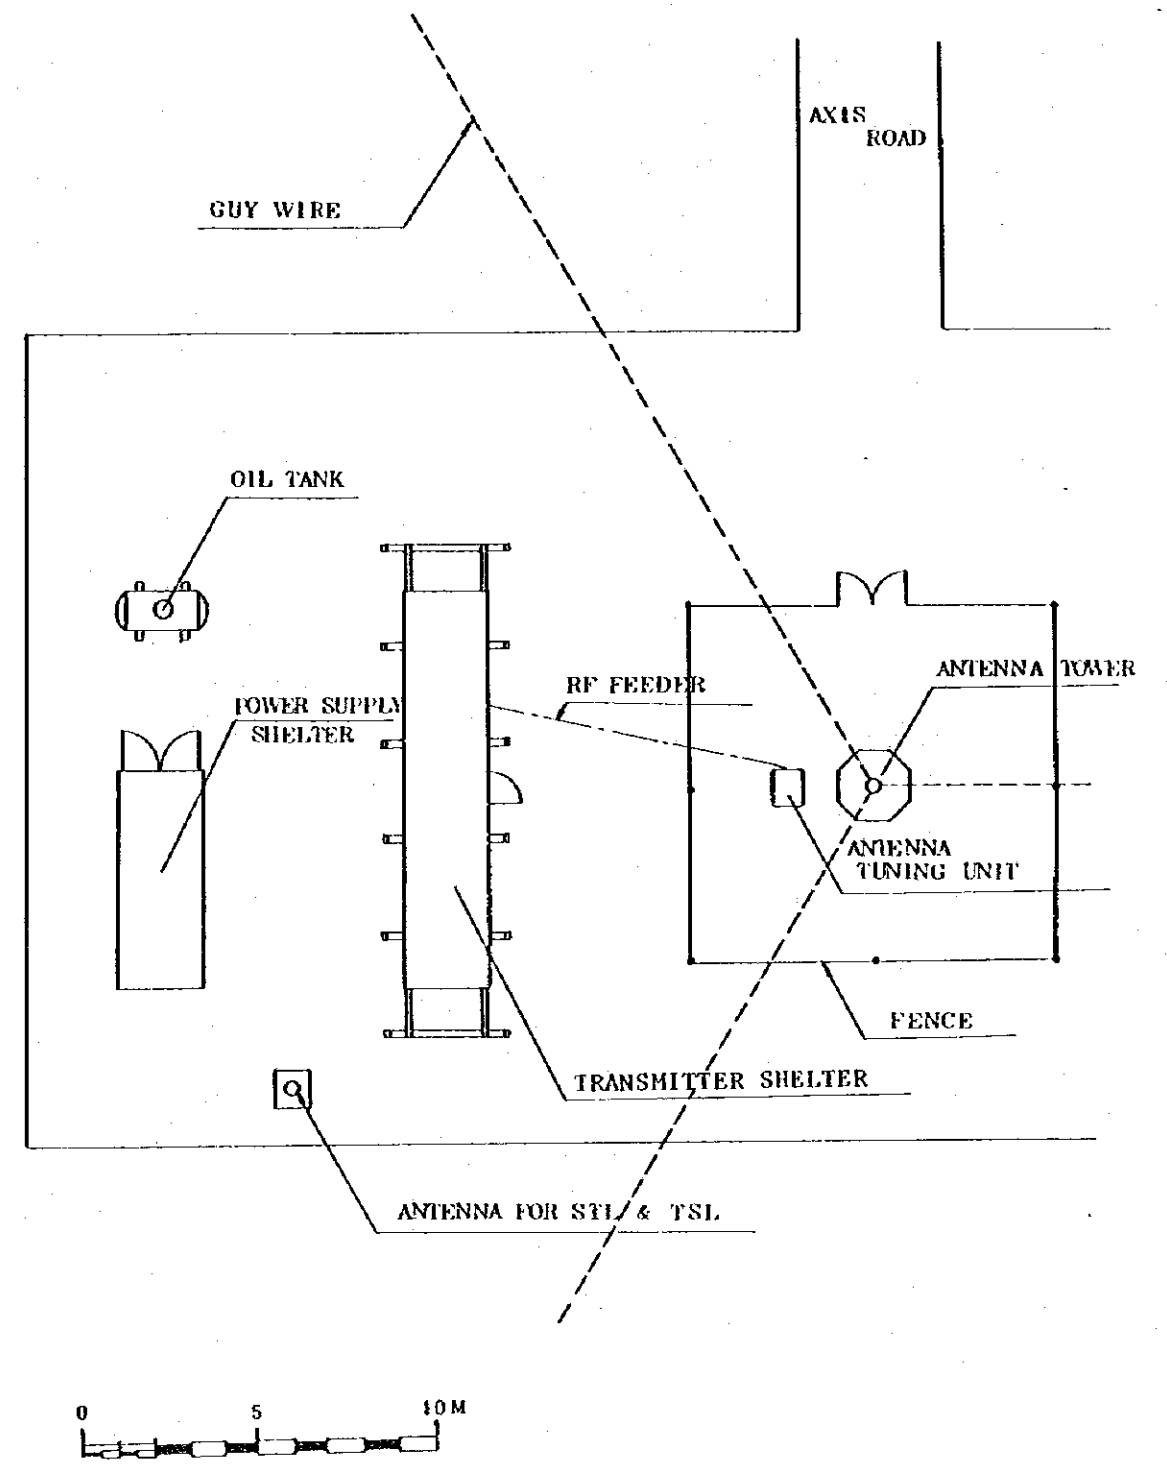 AXIS
ROAD
GUY WIRE
OIL TANK
ANTENNA TOWER
RF FEEDER
POWER SUPPLY
SHELTER
ANTENNA
TUNING UNIT
FENCE
TRANSMITTER SHELTER
ANTENNA FOR STL & TSL
0 5 10M